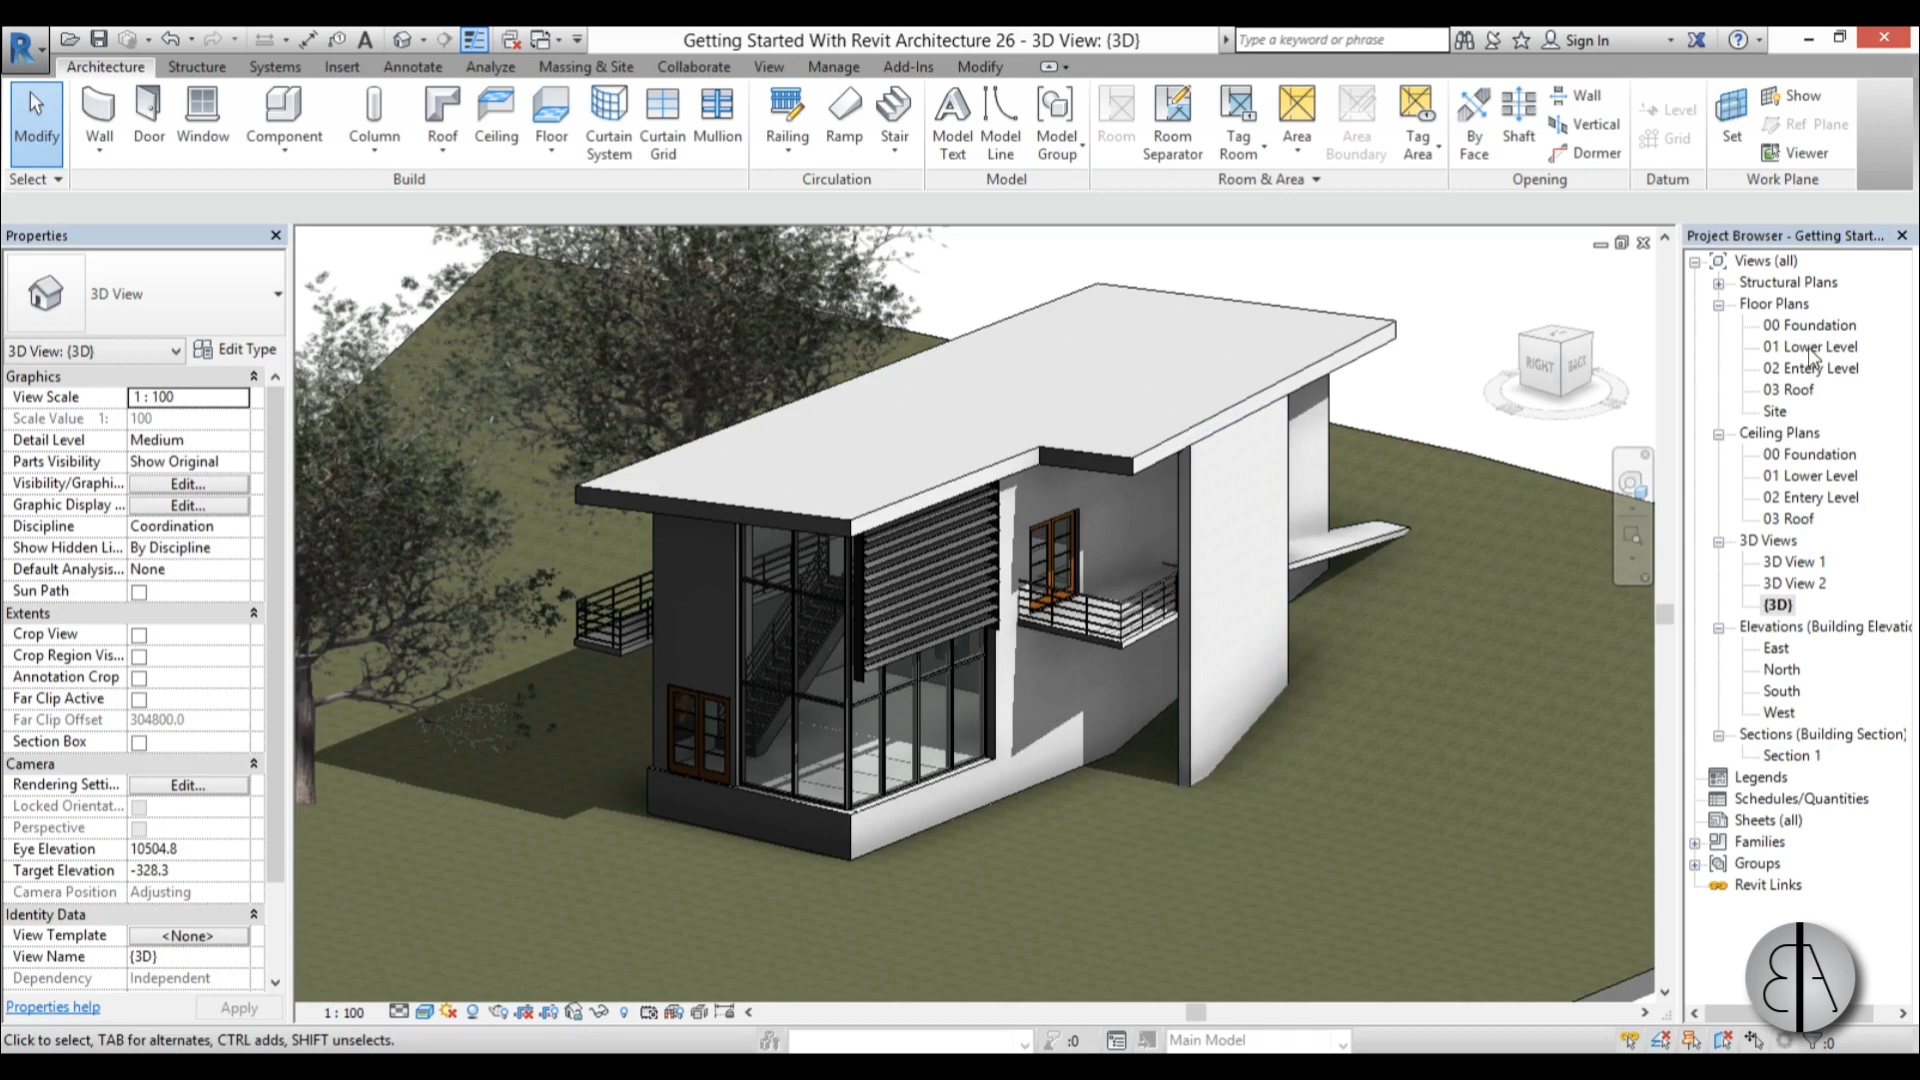 Getting Started With Revit Architecture 26 - 3D View: {3D}
Type a keyword or phrase
Sign In
Architecture Structure Systems Insert Annotate Analyze Massing & Site Collaborate View Manage Add-Ins Modify
Modify
Wall Door Window Component Column Roof Ceiling Floor Curtain System Curtain Grid Mullion
Railing Ramp Stair
Model Text Model Line Model Group
Room Room Separator Tag Room Area Area Boundary Tag Area
By Face Shaft Wall Vertical Dormer
Level Grid
Set Show Ref Plane Viewer
Select Build Circulation Model Room & Area Opening Datum Work Plane
Properties
3D View
3D View: {3D} Edit Type
Graphics
View Scale 1 : 100
Scale Value 1: 100
Detail Level Medium
Parts Visibility Show Original
Visibility/Graphi... Edit...
Graphic Display ... Edit...
Discipline Coordination
Show Hidden Li... By Discipline
Default Analysis... None
Sun Path
Extents
Crop View
Crop Region Vis...
Annotation Crop
Far Clip Active
Far Clip Offset 304800.0
Section Box
Camera
Rendering Setti... Edit...
Locked Orientat...
Perspective
Eye Elevation 10504.8
Target Elevation -328.3
Camera Position Adjusting
Identity Data
View Template <None>
View Name {3D}
Dependency Independent
Properties help Apply
RIGHT BACK
1 : 100
Project Browser - Getting Start...
Views (all)
Structural Plans
Floor Plans
00 Foundation
01 Lower Level
02 Entery Level
03 Roof
Site
Ceiling Plans
00 Foundation
01 Lower Level
02 Entery Level
03 Roof
3D Views
3D View 1
3D View 2
{3D}
Elevations (Building Elevatio
East
North
South
West
Sections (Building Section)
Section 1
Legends
Schedules/Quantities
Sheets (all)
Families
Groups
Revit Links
Click to select, TAB for alternates, CTRL adds, SHIFT unselects.
:0
Main Model
:0